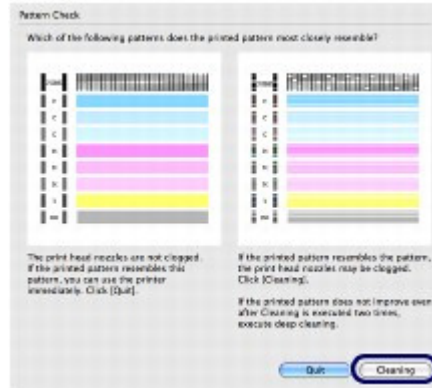 Pattern Check
Which of the following patterns does the printed pattern most closely resemble?
C
C
M
M
Y
C
C
M
M
Y
The print head nozzles are not clogged.
If the printed pattern resembles this
pattern, you can use the printer
immediately. Click [Quit].
If the printed pattern resembles the pattern,
the print head nozzles may be clogged.
Click [Cleaning].
If the printed pattern does not improve even
after Cleaning is executed two times,
execute deep cleaning.
Quit
Cleaning